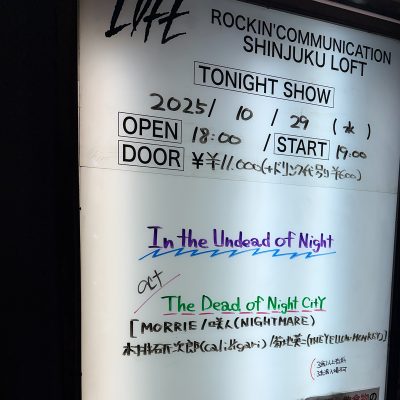 LOFT
ROCKIN'COMMUNICATION
SHINJUKU LOFT
TONIGHT SHOW
2025/10/29(水)
OPEN 18:00 / START 19:00
DOOR ¥¥11.000(+ドリンク代別¥600)
In the Undead of Night
act
The Dead of Night City
[MORRIE/咲人(NIGHTMARE)
村井研次郎(cali≠gari)/菊地英二(THE YELLOW MONKEY)]